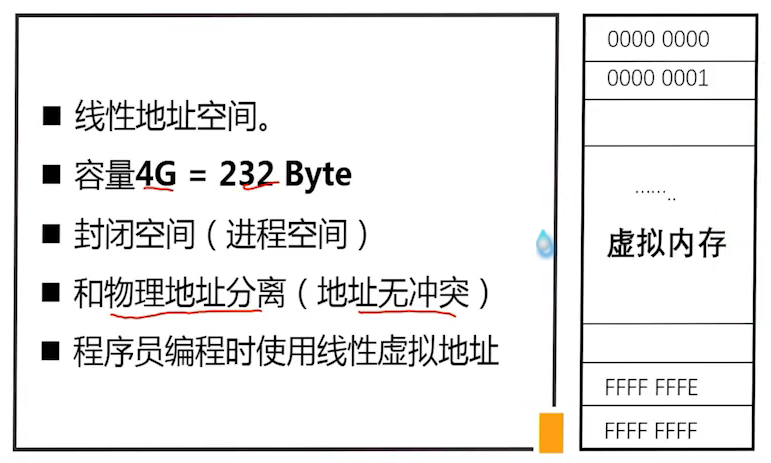 ■ 线性地址空间。
■ 容量4G = 232 Byte
■ 封闭空间（进程空间）
■ 和物理地址分离（地址无冲突）
■ 程序员编程时使用线性虚拟地址
0000 0000
0000 0001
……..
虚拟内存
FFFF FFFE
FFFF FFFF